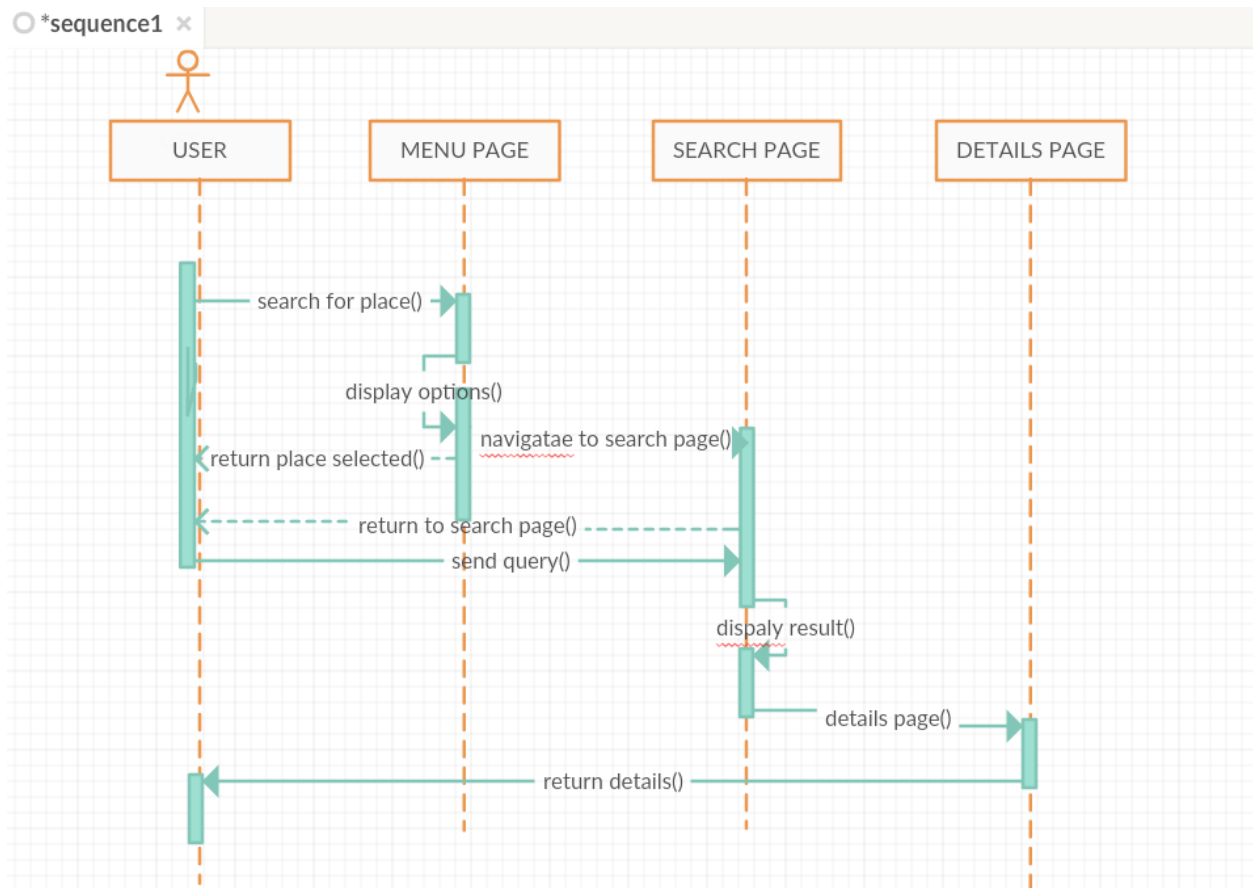 *sequence1
USER
MENU PAGE
SEARCH PAGE
DETAILS PAGE
search for place()
display options()
navigatae to search page()
return place selected()
return to search page()
send query()
dispaly result()
details page()
return details()